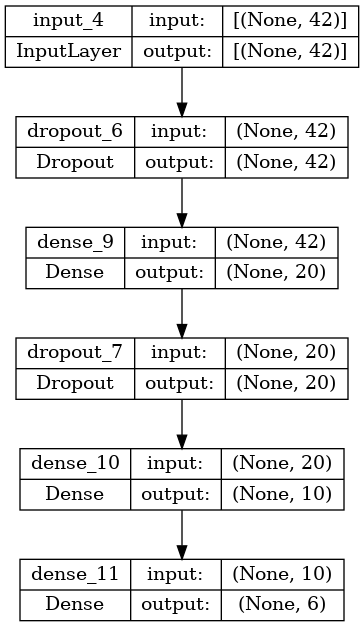 input_4 input: [(None, 42)]
InputLayer output: [(None, 42)]
dropout_6 input: (None, 42)
Dropout output: (None, 42)
dense_9 input: (None, 42)
Dense output: (None, 20)
dropout_7 input: (None, 20)
Dropout output: (None, 20)
dense_10 input: (None, 20)
Dense output: (None, 10)
dense_11 input: (None, 10)
Dense output: (None, 6)